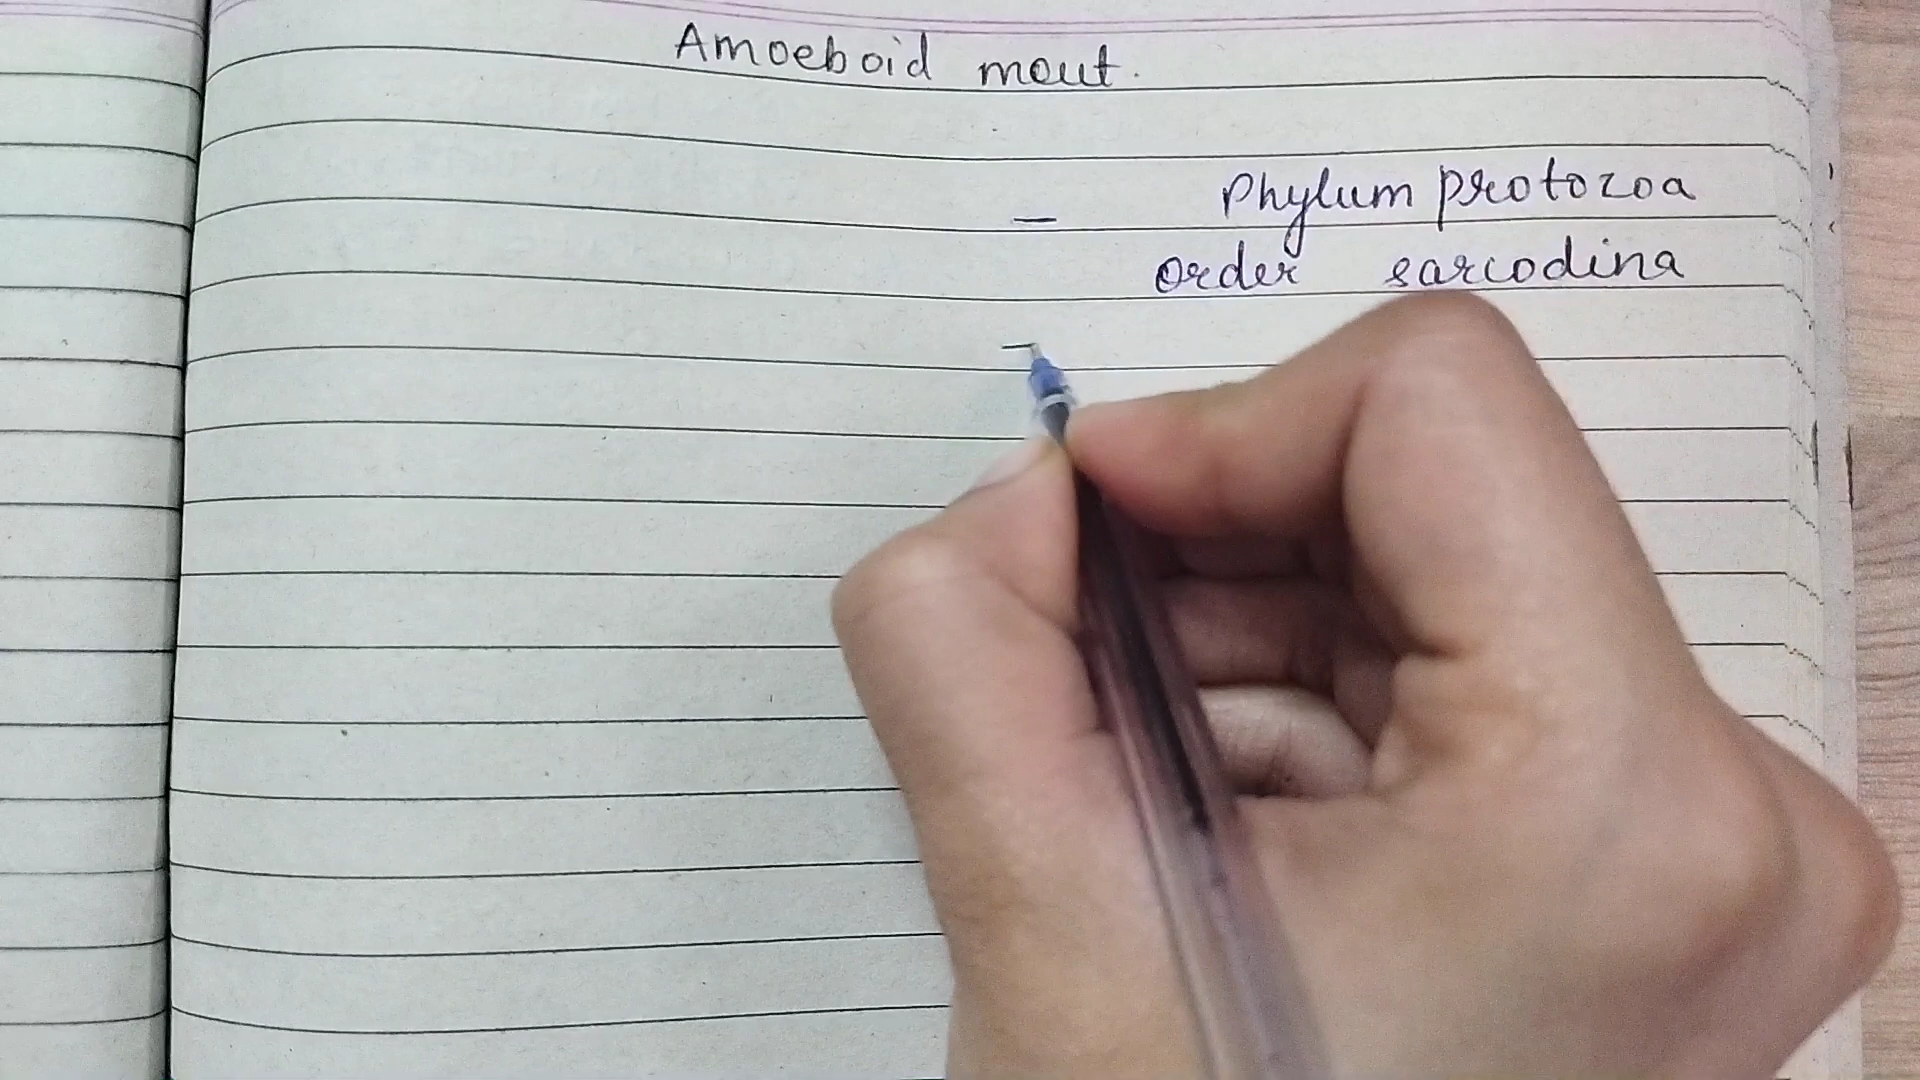 Amoeboid mout.
— Phylum protozoa
order sarcodina
—